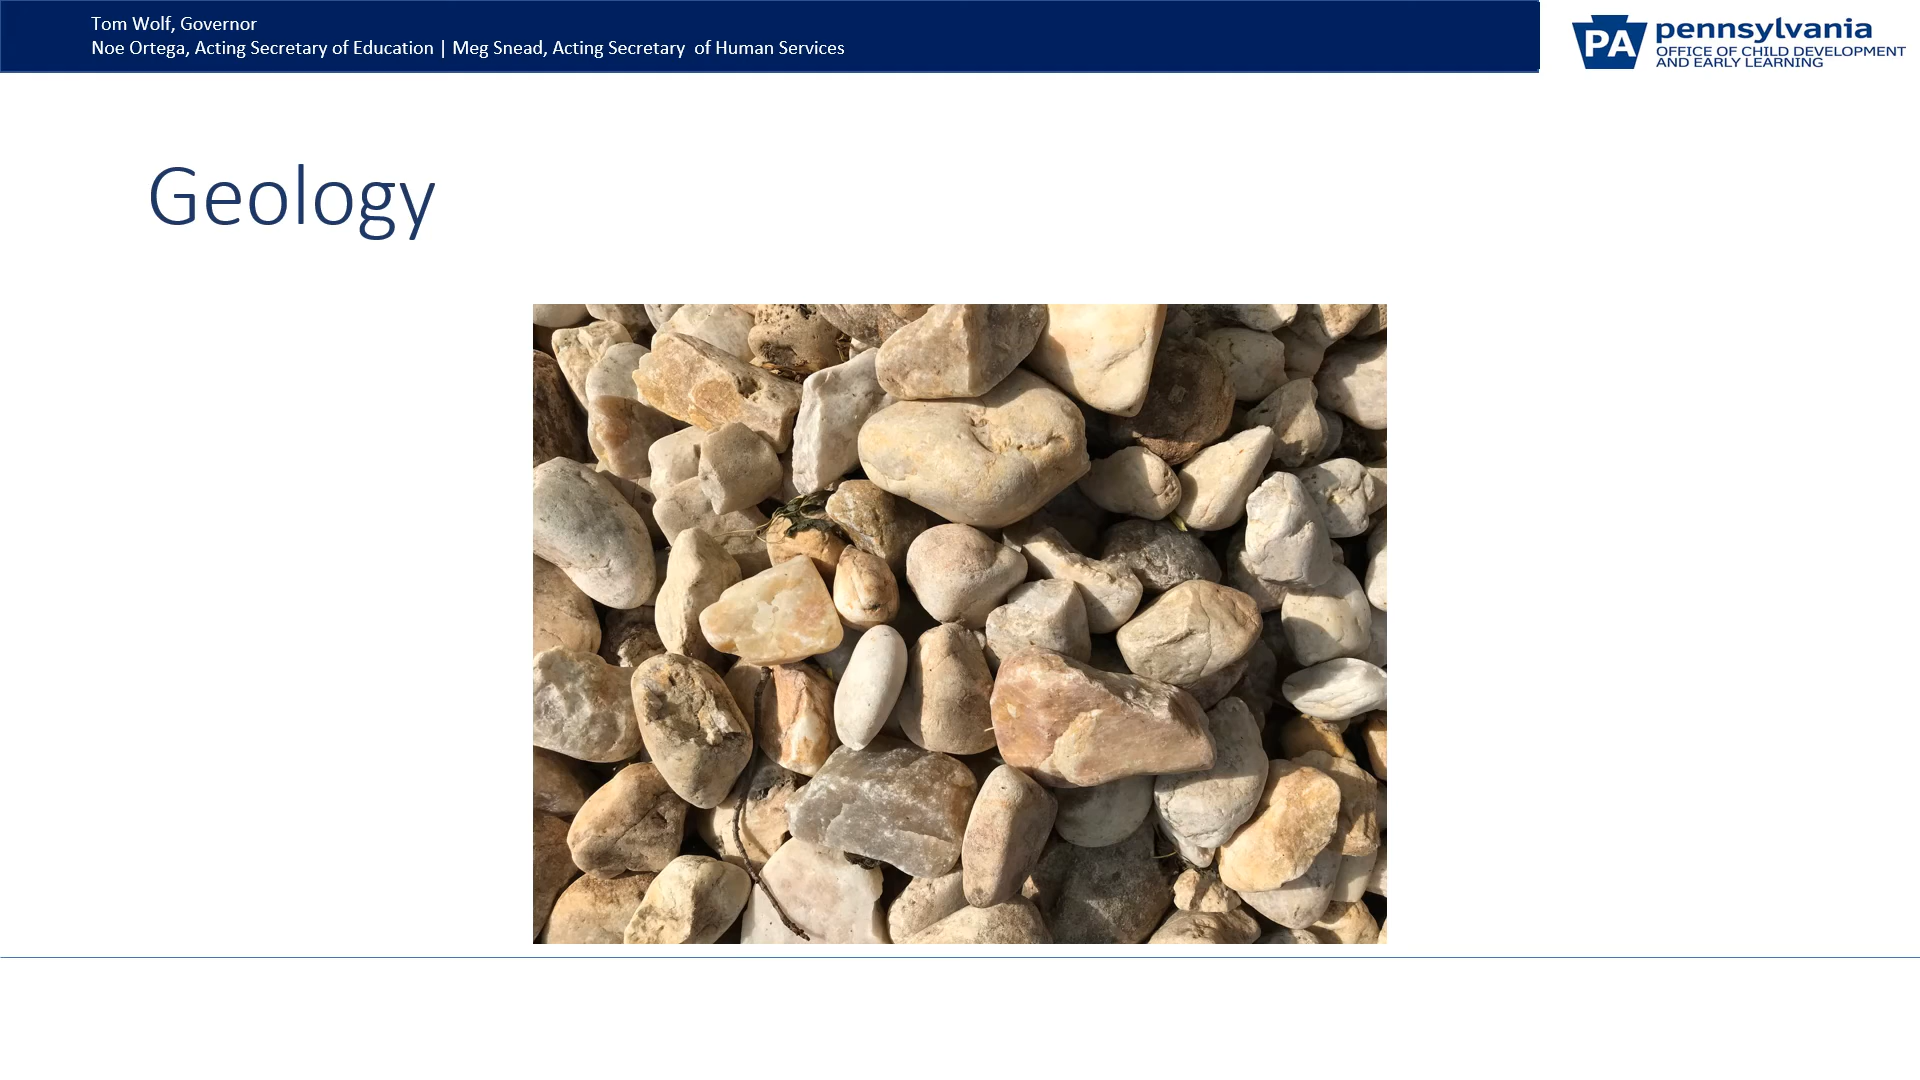 Tom Wolf, Governor
Noe Ortega, Acting Secretary of Education | Meg Snead, Acting Secretary  of Human Services
PA
pennsylvania
OFFICE OF CHILD DEVELOPMENT
AND EARLY LEARNING
Geology